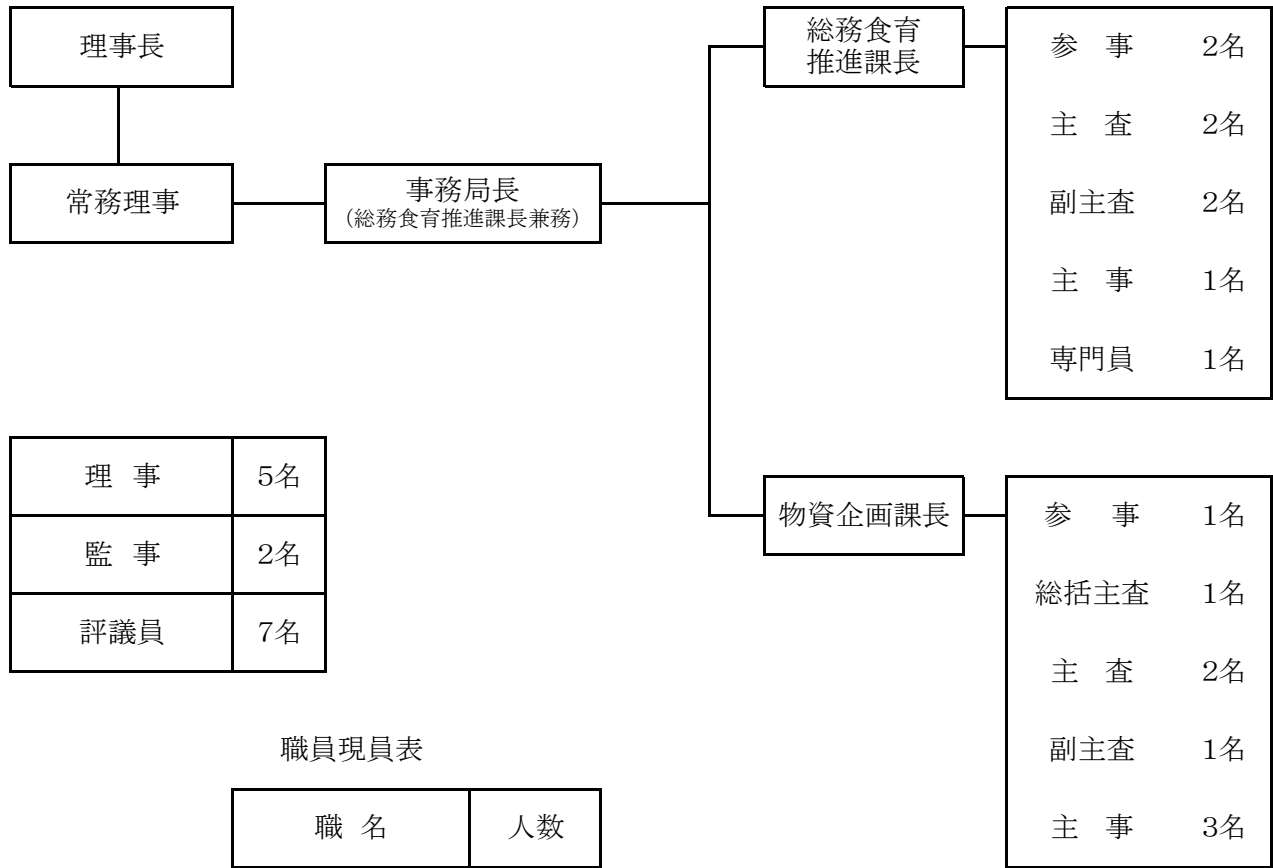 理事長
常務理事
事務局長
(総務食育推進課長兼務)
総務食育
推進課長
参　事　2名
主　査　2名
副主査　2名
主　事　1名
専門員　1名
物資企画課長
参　事　1名
総括主査　1名
主　査　2名
副主査　1名
主　事　3名
理　事　5名
監　事　2名
評議員　7名
職員現員表
職　名　人数